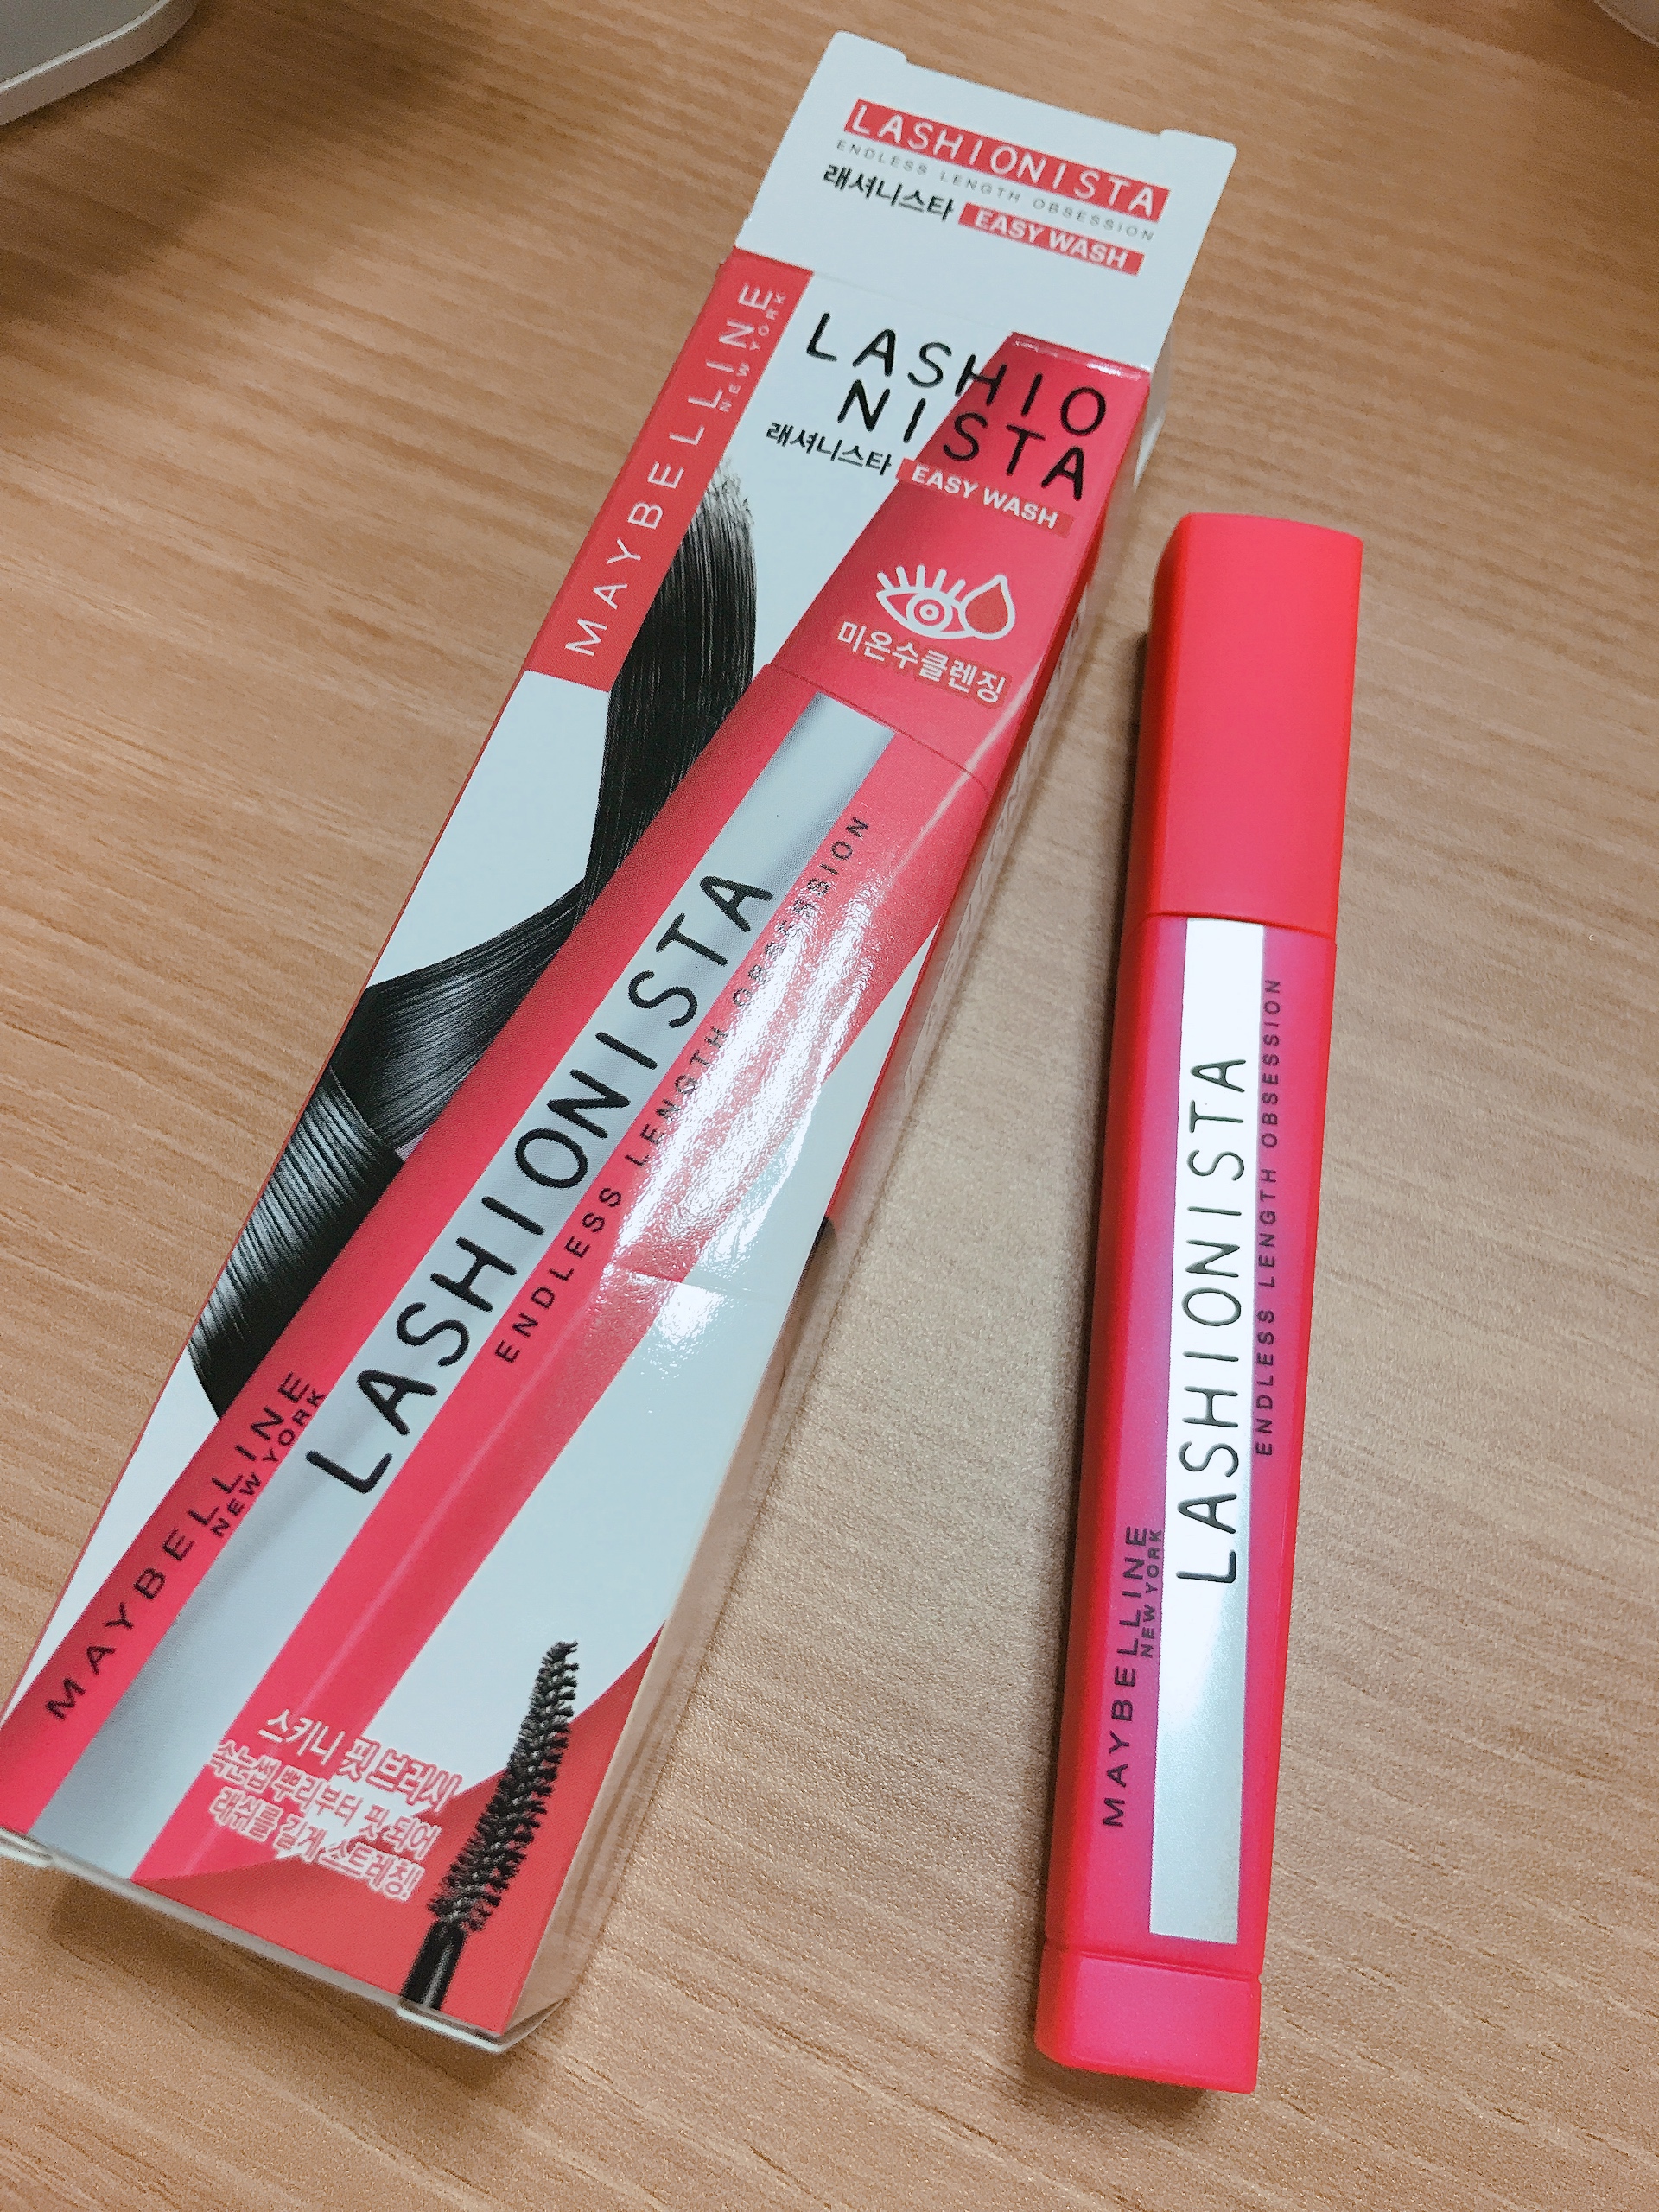 LASHIONISTA
ENDLESS LENGTH OBSESSION
래셔니스타 EASY WASH
MAYBELLINE
NEW YORK
LASHIO
NISTA
래셔니스타 EASY WASH
미온수클렌징
LASHIONISTA
ENDLESS LENGTH OBSESSION
MAYBELLINE
NEW YORK
스키니 핏 브러시
속눈썹 뿌리부터 핏 되어
래쉬를 길게 스트레칭!
LASHIONISTA
ENDLESS LENGTH OBSESSION
MAYBELLINE
NEW YORK